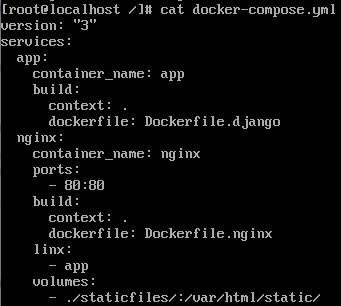 [root@localhost /]# cat docker-compose.yml
version: "3"
services:
  app:
    container_name: app
    build:
      context: .
      dockerfile: Dockerfile.django
  nginx:
    container_name: nginx
    ports:
      - 80:80
    build:
      context: .
      dockerfile: Dockerfile.nginx
    linx:
      - app
    volumes:
      - ./staticfiles/:/var/html/static/